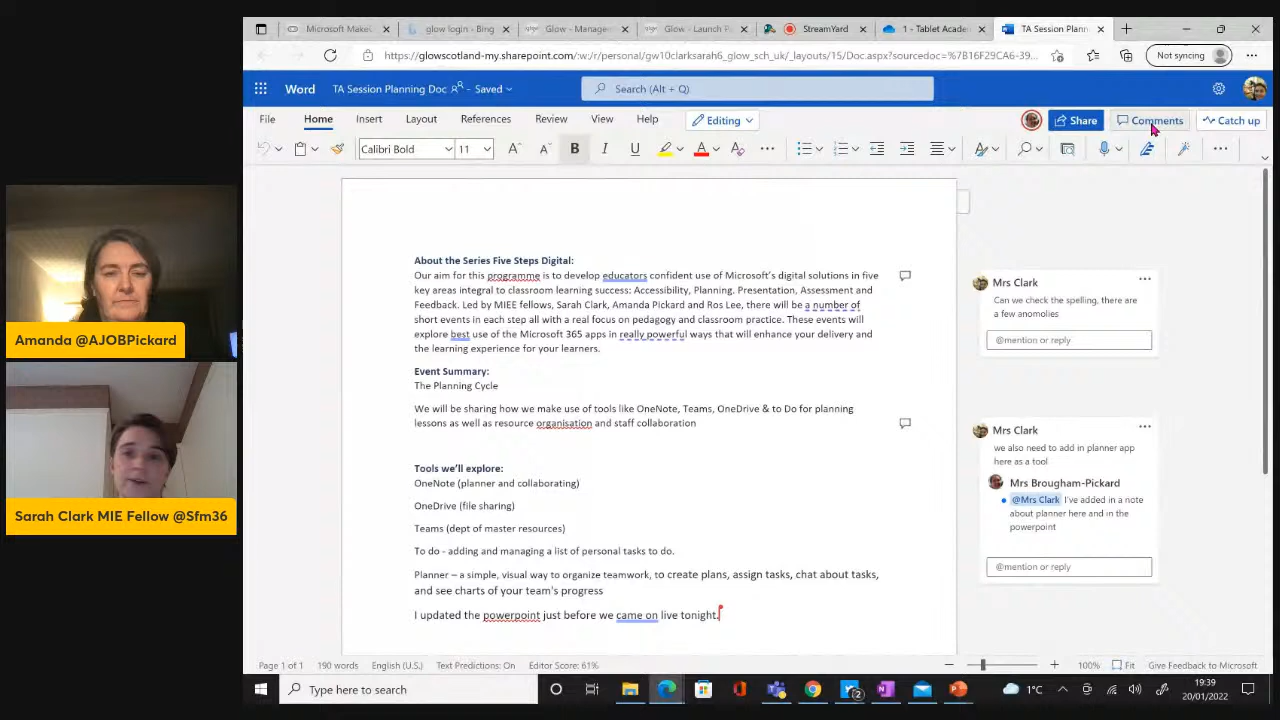 Microsoft Make
glow login - Bing
Glow - Manage
Glow - Launch P
StreamYard
1 - Tablet Acade
TA Session Plann
https://glowscotland-my.sharepoint.com/:w:/r/personal/gw10clarksarah6_glow_sch_uk/_layouts/15/Doc.aspx?sourcedoc=%7B16F29CA6-39...
Not syncing
Word
TA Session Planning Doc
- Saved
Search (Alt + Q)
File
Home
Insert
Layout
References
Review
View
Help
Editing
Share
Comments
Catch up
Calibri Bold
11
B
I
U
About the Series Five Steps Digital:
Our aim for this programme is to develop educators confident use of Microsoft's digital solutions in five
key areas integral to classroom learning success: Accessibility, Planning. Presentation, Assessment and
Feedback. Led by MIEE fellows, Sarah Clark, Amanda Pickard and Ros Lee, there will be a number of
short events in each step all with a real focus on pedagogy and classroom practice. These events will
explore best use of the Microsoft 365 apps in really powerful ways that will enhance your delivery and
the learning experience for your learners.
Event Summary:
The Planning Cycle
We will be sharing how we make use of tools like OneNote, Teams, OneDrive & to Do for planning
lessons as well as resource organisation and staff collaboration
Tools we'll explore:
OneNote (planner and collaborating)
OneDrive (file sharing)
Teams (dept of master resources)
To do - adding and managing a list of personal tasks to do.
Planner – a simple, visual way to organize teamwork, to create plans, assign tasks, chat about tasks,
and see charts of your team's progress
I updated the powerpoint just before we came on live tonight.
Mrs Clark
Can we check the spelling, there are
a few anomolies
@mention or reply
Mrs Clark
we also need to add in planner app
here as a tool
Mrs Brougham-Pickard
@Mrs Clark I've added in a note
about planner here and in the
powerpoint
@mention or reply
Amanda @AJOBPickard
Sarah Clark MIE Fellow @Sfm36
Page 1 of 1
190 words
English (U.S.)
Text Predictions: On
Editor Score: 61%
100%
Fit
Give Feedback to Microsoft
Type here to search
2
1°C
19:39
20/01/2022